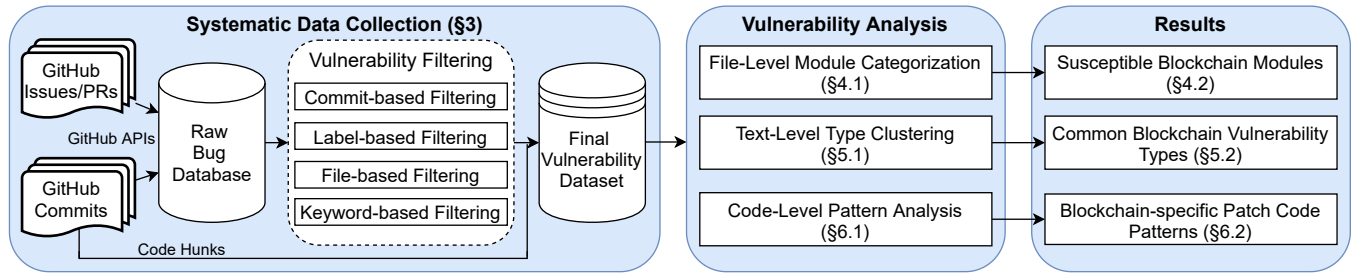 Systematic Data Collection (§3)
GitHub
Issues/PRs
GitHub APIs
GitHub
Commits
Code Hunks
Raw
Bug
Database
Vulnerability Filtering
Commit-based Filtering
Label-based Filtering
File-based Filtering
Keyword-based Filtering
Final
Vulnerability
Dataset
Vulnerability Analysis
File-Level Module Categorization
(§4.1)
Text-Level Type Clustering
(§5.1)
Code-Level Pattern Analysis
(§6.1)
Results
Susceptible Blockchain Modules
(§4.2)
Common Blockchain Vulnerability
Types (§5.2)
Blockchain-specific Patch Code
Patterns (§6.2)